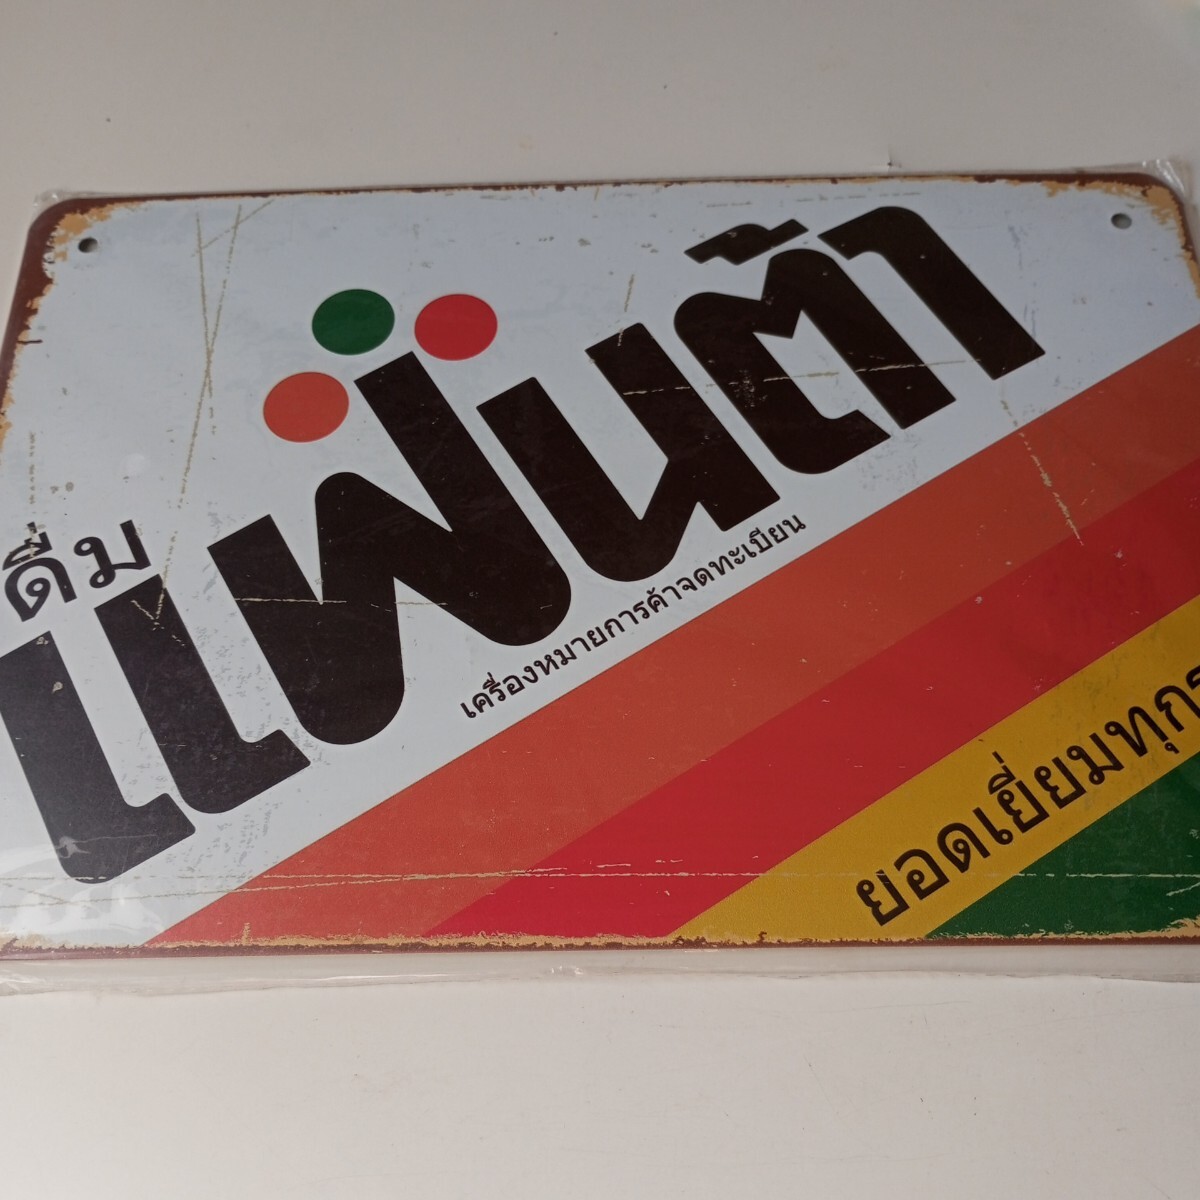 ดื่ม
แฟนต้า
เครื่องหมายการค้าจดทะเบียน
ยอดเยี่ยมทุก